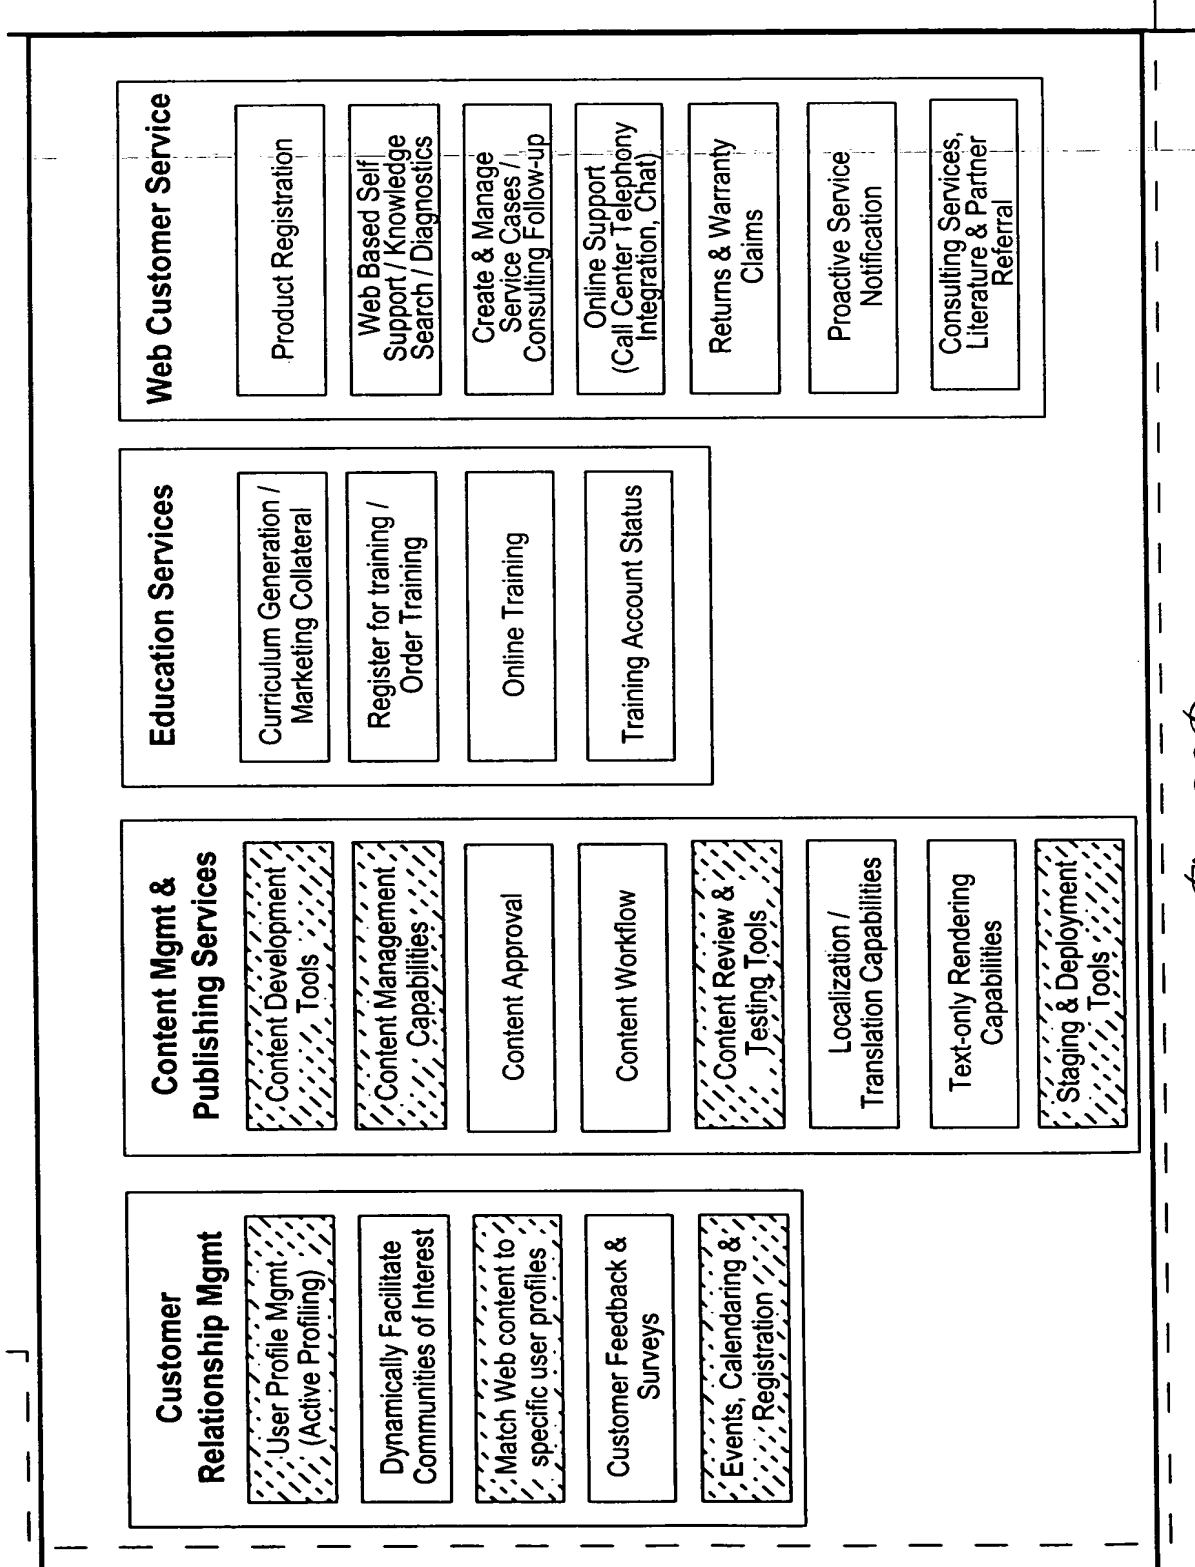 Customer
Relationship Mgmt
User Profile Mgmt
(Active Profiling)
Dynamically Facilitate
Communities of Interest
Match Web content to
specific user profiles
Customer Feedback &
Surveys
Events, Calendaring &
Registration
Content Mgmt &
Publishing Services
Content Development
Tools
Content Management
Capabilities
Content Approval
Content Workflow
Content Review &
Testing Tools
Localization /
Translation Capabilities
Text-only Rendering
Capabilities
Staging & Deployment
Tools
Education Services
Curriculum Generation /
Marketing Collateral
Register for training /
Order Training
Online Training
Training Account Status
Web Customer Service
Product Registration
Web Based Self
Support / Knowledge
Search / Diagnostics
Create & Manage
Service Cases /
Consulting Follow-up
Online Support
(Call Center Telephony
Integration, Chat)
Returns & Warranty
Claims
Proactive Service
Notification
Consulting Services,
Literature & Partner
Referral